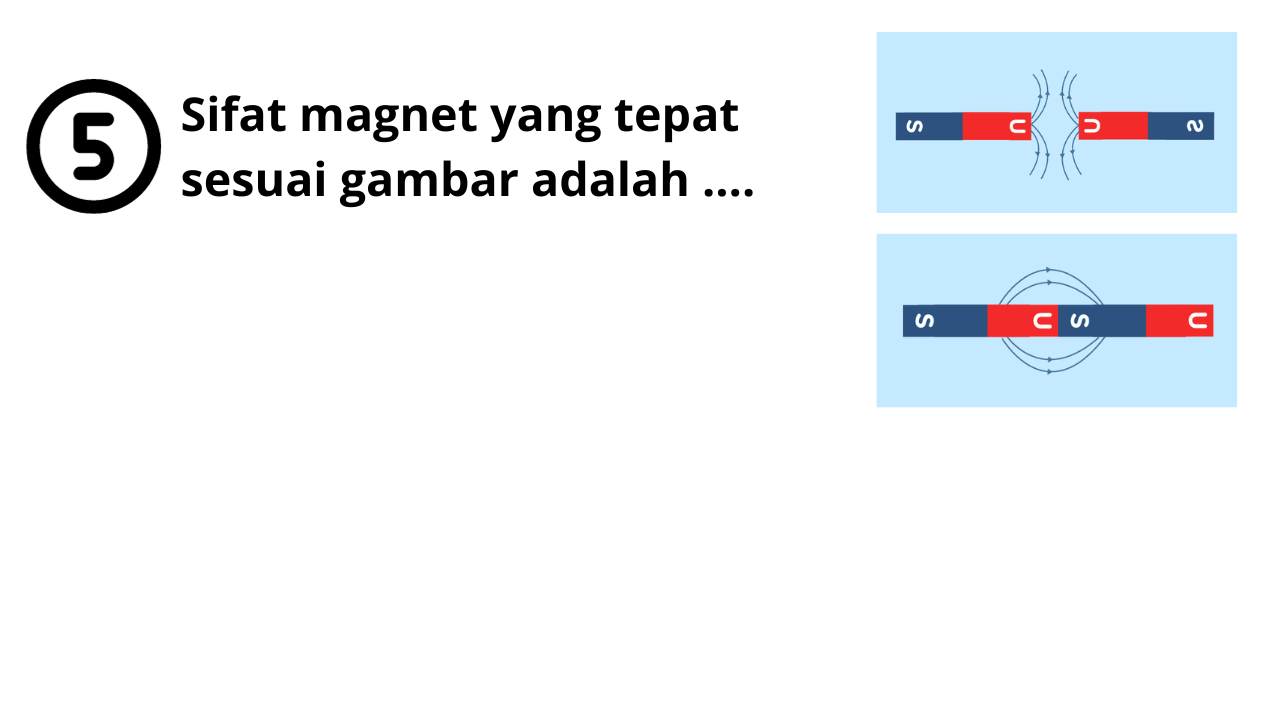 5
Sifat magnet yang tepat
sesuai gambar adalah ....
S U U S
S U S U